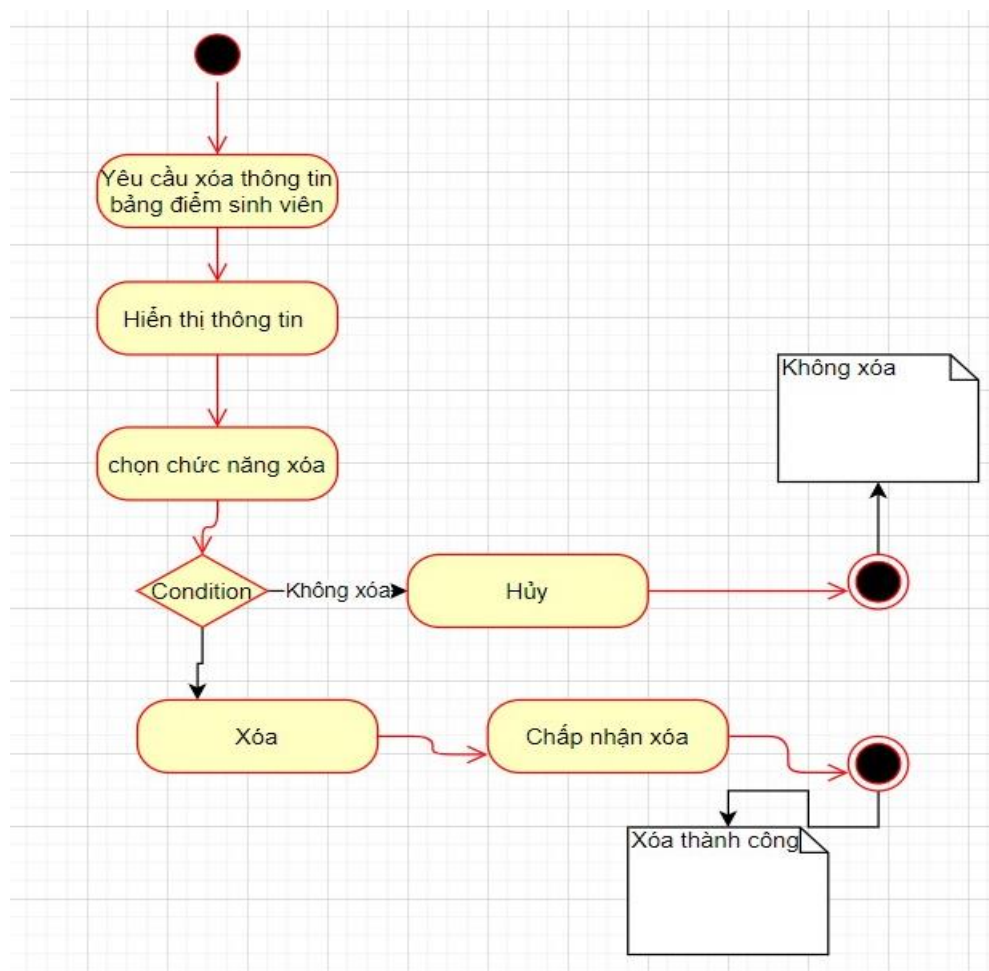 Yêu cầu xóa thông tin
bảng điểm sinh viên
Hiển thị thông tin
chọn chức năng xóa
Không xóa
Condition
Không xóa
Hủy
Xóa
Chấp nhận xóa
Xóa thành công